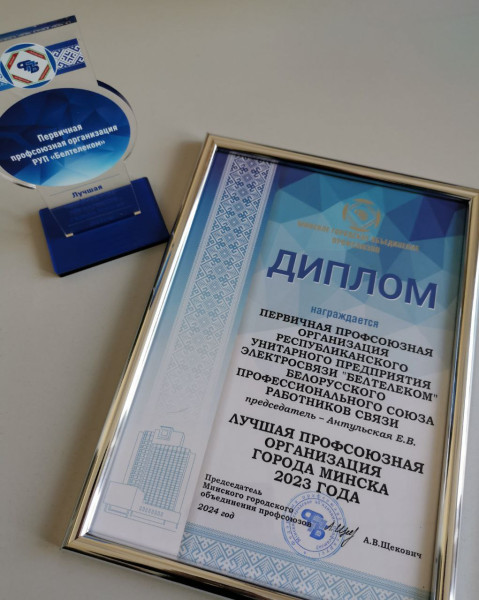 Первичная
профсоюзная организация
РУП «Белтелеком»
Лучшая
ДИПЛОМ
награждается
ПЕРВИЧНАЯ ПРОФСОЮЗНАЯ
ОРГАНИЗАЦИЯ
РЕСПУБЛИКАНСКОГО
УНИТАРНОГО ПРЕДПРИЯТИЯ
ЭЛЕКТРОСВЯЗИ "БЕЛТЕЛЕКОМ"
БЕЛОРУССКОГО
ПРОФЕССИОНАЛЬНОГО СОЮЗА
РАБОТНИКОВ СВЯЗИ
председатель – Антульская Е.В.
ЛУЧШАЯ ПРОФСОЮЗНАЯ
ОРГАНИЗАЦИЯ
ГОРОДА МИНСКА
2023 ГОДА
Председатель
Минского городского
объединения профсоюзов
А.В.Щекович
2024 год